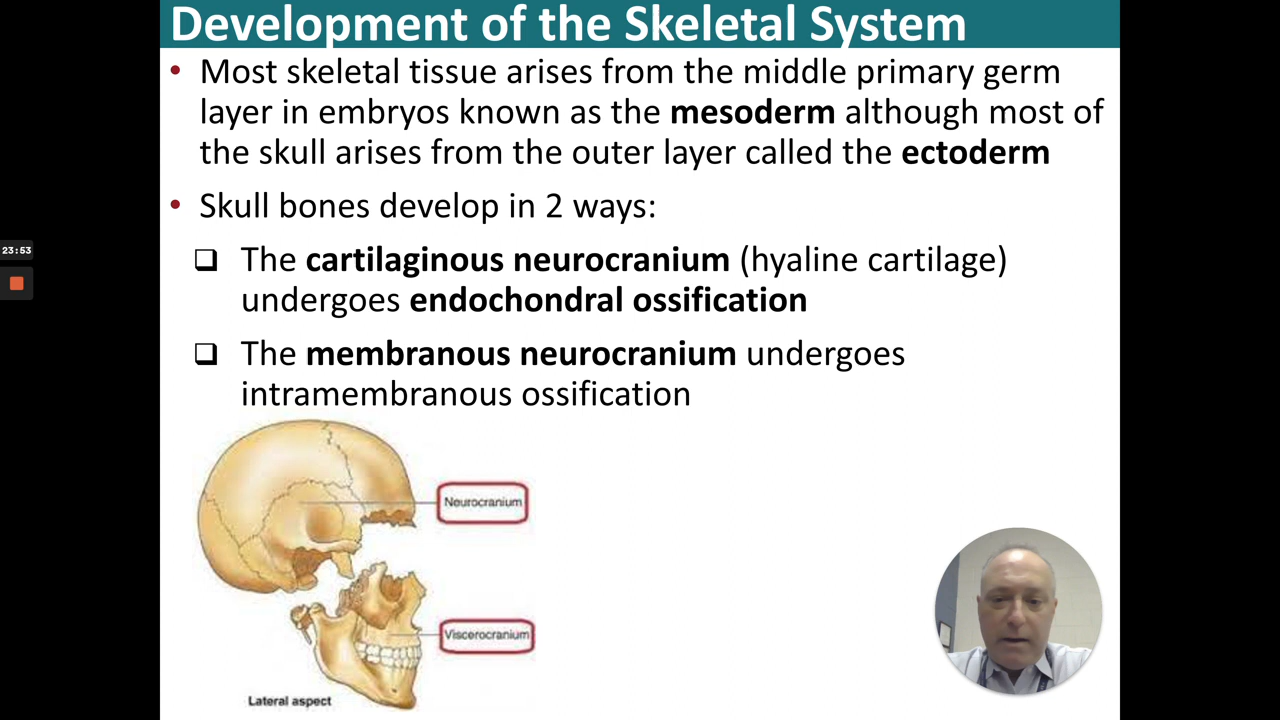 Development of the Skeletal System
• Most skeletal tissue arises from the middle primary germ
layer in embryos known as the mesoderm although most of
the skull arises from the outer layer called the ectoderm
• Skull bones develop in 2 ways:
❑ The cartilaginous neurocranium (hyaline cartilage)
undergoes endochondral ossification
❑ The membranous neurocranium undergoes
intramembranous ossification
23:53
Neurocranium
Viscerocranium
Lateral aspect